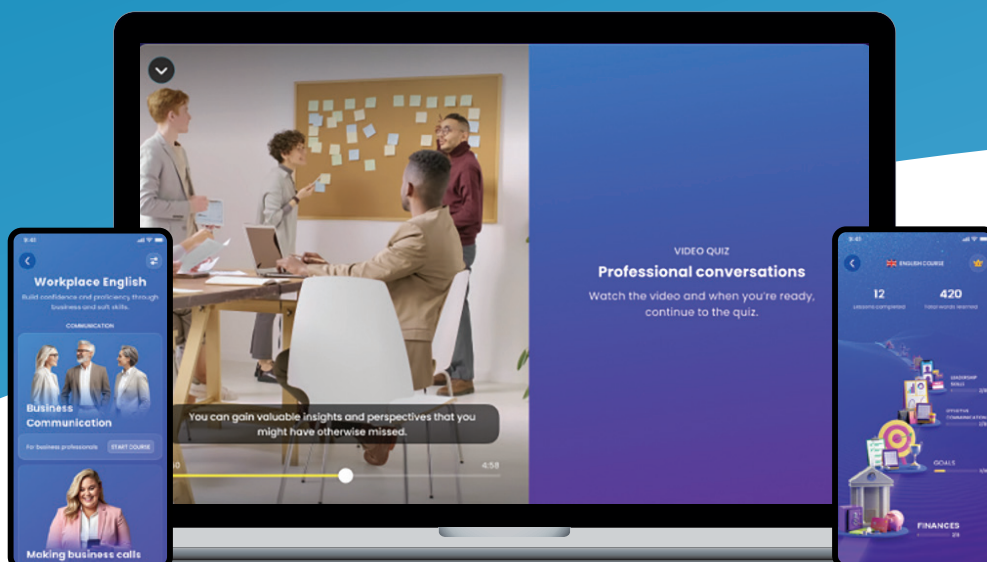 9:41
Workplace English
Build confidence and proficiency through
business and soft skills.
COMMUNICATION
Business
Communication
For business professionals
START COURSE
Making business calls
You can gain valuable insights and perspectives that you
might have otherwise missed.
4:58
VIDEO QUIZ
Professional conversations
Watch the video and when you're ready,
continue to the quiz.
9:41
ENGLISH COURSE
12
420
Lessons completed
Total words learned
LEADERSHIP
SKILLS
EFFECTIVE
COMMUNICATION
GOALS
FINANCES